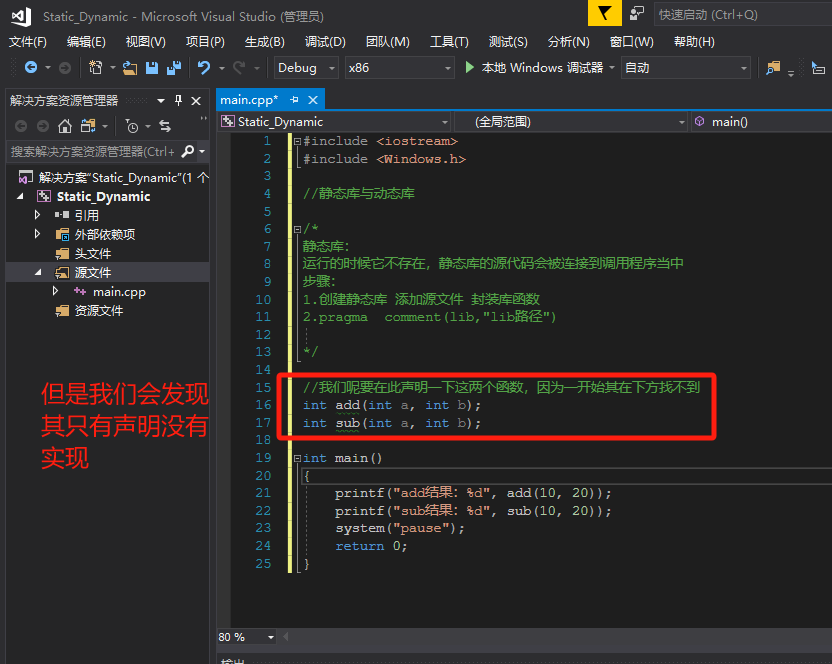 Static_Dynamic - Microsoft Visual Studio (管理员)
快速启动 (Ctrl+Q)
文件(F) 编辑(E) 视图(V) 项目(P) 生成(B) 调试(D) 团队(M) 工具(T) 测试(S) 分析(N) 窗口(W) 帮助(H)
Debug x86 本地 Windows 调试器 自动
解决方案资源管理器
搜索解决方案资源管理器(Ctrl+
解决方案"Static_Dynamic"(1 个
Static_Dynamic
引用
外部依赖项
头文件
源文件
main.cpp
资源文件
但是我们会发现
其只有声明没有
实现
main.cpp*
Static_Dynamic (全局范围) main()
1 #include <iostream>
2 #include <Windows.h>
3
4 //静态库与动态库
5
6 /*
7 静态库:
8 运行的时候它不存在，静态库的源代码会被连接到调用程序当中
9 步骤:
10 1.创建静态库 添加源文件 封装库函数
11 2.pragma  comment(lib,"lib路径")
12
13 */
14
15 //我们呢要在此声明一下这两个函数，因为一开始其在下方找不到
16 int add(int a, int b);
17 int sub(int a, int b);
18
19 int main()
20 {
21 printf("add结果: %d", add(10, 20));
22 printf("sub结果: %d", sub(10, 20));
23 system("pause");
24 return 0;
25 }
80 %
输出